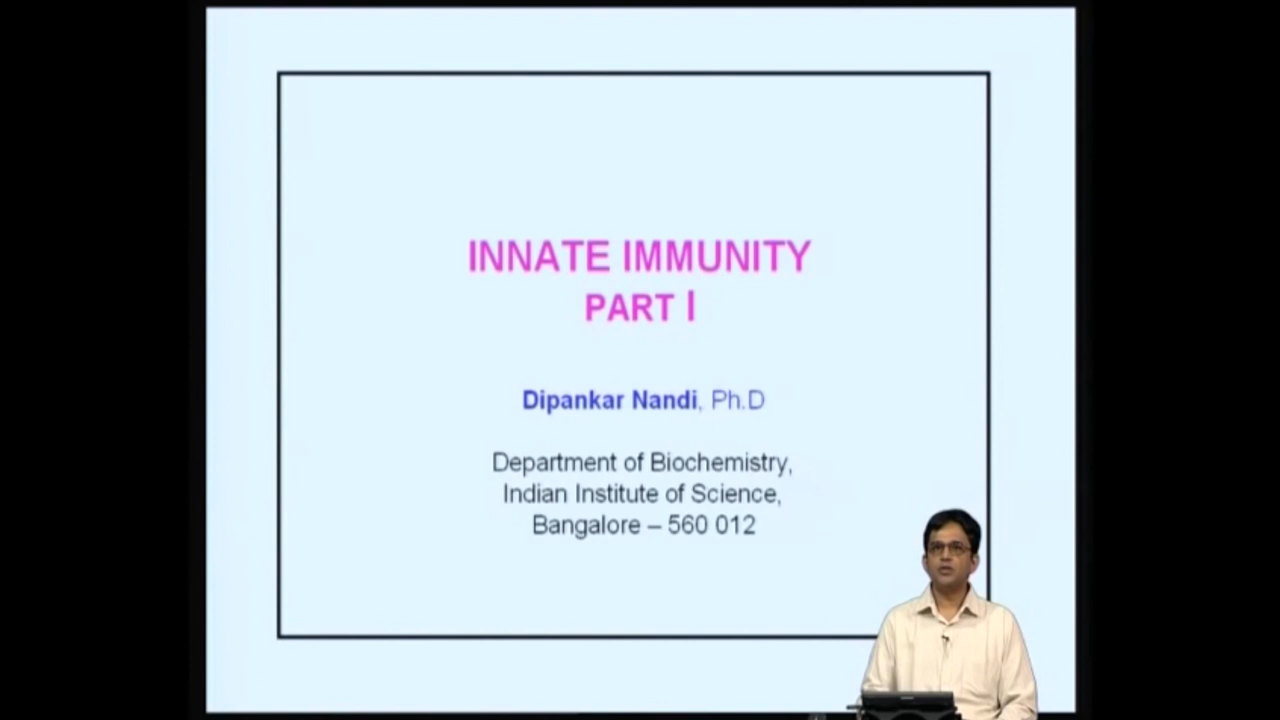 INNATE IMMUNITY
PART I
Dipankar Nandi, Ph.D
Department of Biochemistry,
Indian Institute of Science,
Bangalore – 560 012